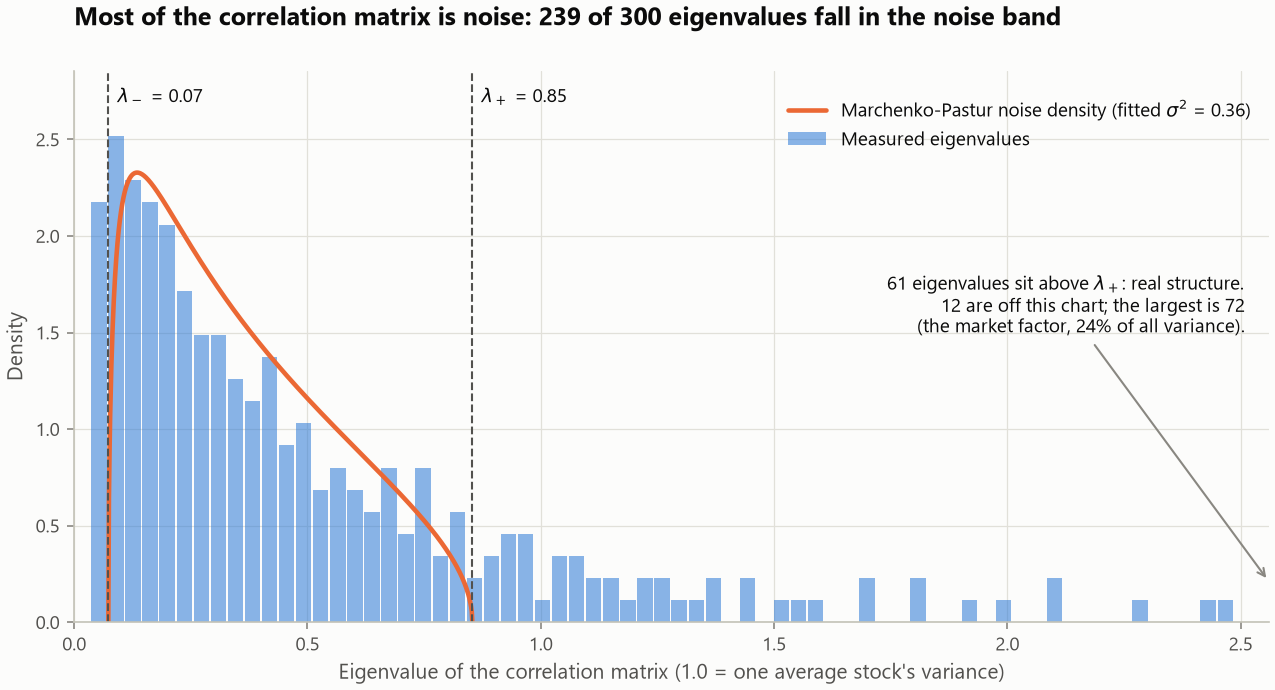 Most of the correlation matrix is noise: 239 of 300 eigenvalues fall in the noise band
λ₋ = 0.07
λ₊ = 0.85
Marchenko-Pastur noise density (fitted σ² = 0.36)
Measured eigenvalues
61 eigenvalues sit above λ₊: real structure.
12 are off this chart; the largest is 72
(the market factor, 24% of all variance).
Density
2.5
2.0
1.5
1.0
0.5
0.0
0.0 0.5 1.0 1.5 2.0 2.5
Eigenvalue of the correlation matrix (1.0 = one average stock's variance)